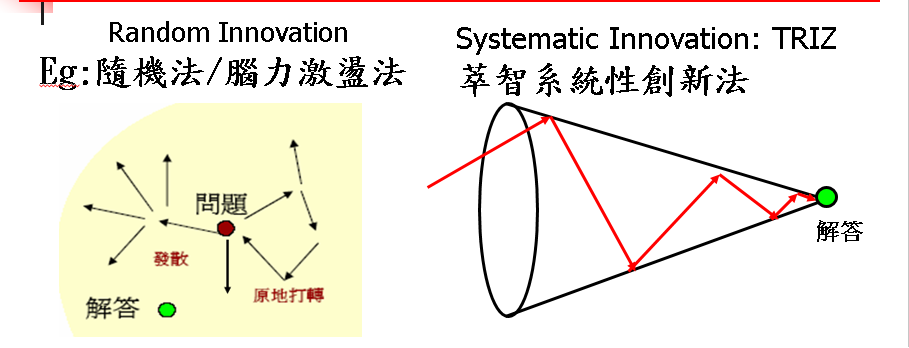 Random Innovation
Eg:隨機法/腦力激盪法
Systematic Innovation: TRIZ
萃智系統性創新法
問題
發散
原地打轉
解答
解答